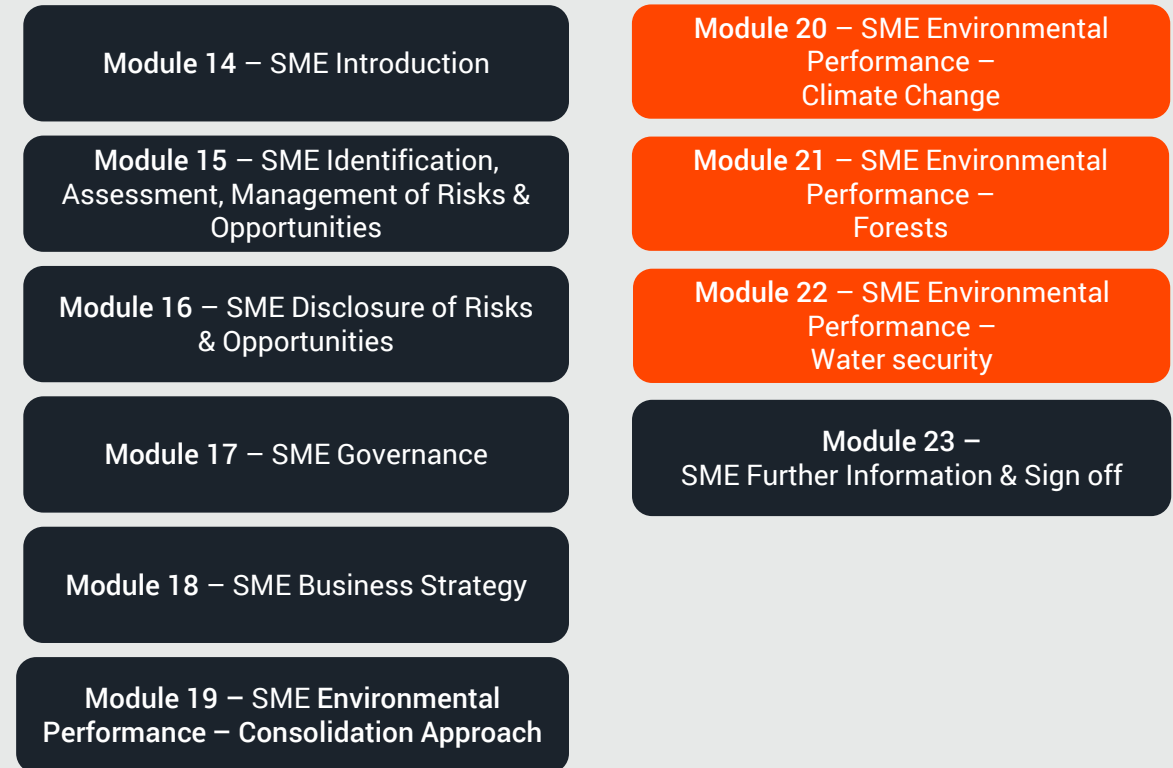 Module 14 – SME Introduction
Module 15 – SME Identification,
Assessment, Management of Risks &
Opportunities
Module 16 – SME Disclosure of Risks
& Opportunities
Module 17 – SME Governance
Module 18 – SME Business Strategy
Module 19 – SME Environmental
Performance – Consolidation Approach
Module 20 – SME Environmental
Performance –
Climate Change
Module 21 – SME Environmental
Performance –
Forests
Module 22 – SME Environmental
Performance –
Water security
Module 23 –
SME Further Information & Sign off